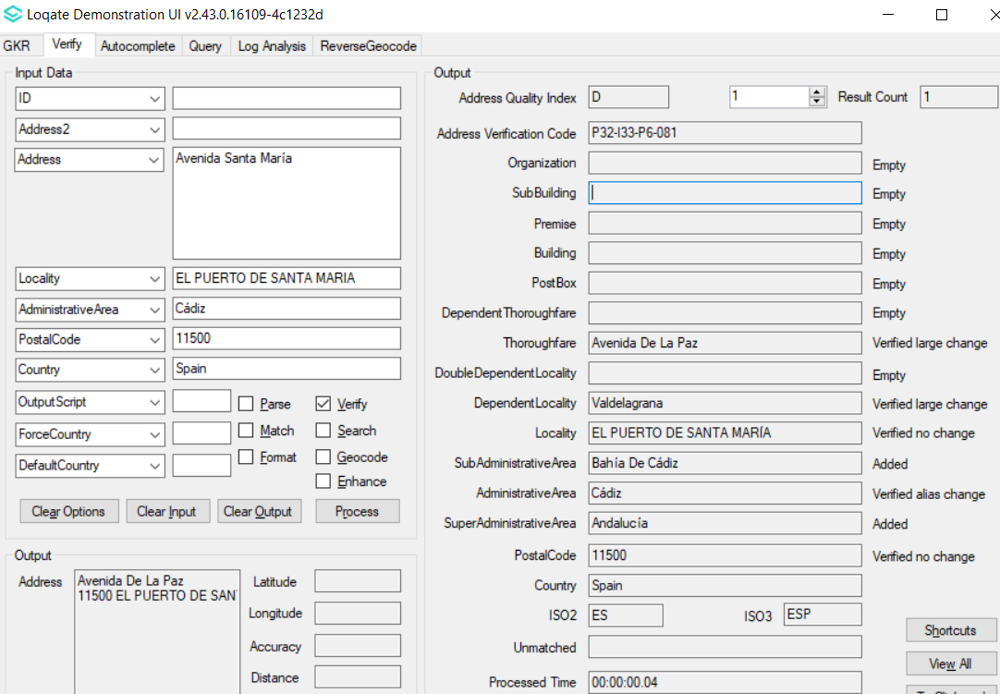 Loqate Demonstration UI v2.43.0.16109-4c1232d
GKR Verify Autocomplete Query Log Analysis ReverseGeocode
Input Data
ID
Address2
Address Avenida Santa María
Locality EL PUERTO DE SANTA MARIA
AdministrativeArea Cádiz
PostalCode 11500
Country Spain
OutputScript Parse Verify
ForceCountry Match Search
DefaultCountry Format Geocode
Enhance
Clear Options Clear Input Clear Output Process
Output
Address Avenida De La Paz
11500 EL PUERTO DE SAN
Latitude
Longitude
Accuracy
Distance
Output
Address Quality Index D 1 Result Count 1
Address Verification Code P32-I33-P6-081
Organization Empty
SubBuilding Empty
Premise Empty
Building Empty
PostBox Empty
DependentThoroughfare Empty
Thoroughfare Avenida De La Paz Verified large change
DoubleDependentLocality Empty
DependentLocality Valdelagrana Verified large change
Locality EL PUERTO DE SANTA MARÍA Verified no change
SubAdministrativeArea Bahía De Cádiz Added
AdministrativeArea Cádiz Verified alias change
SuperAdministrativeArea Andalucía Added
PostalCode 11500 Verified no change
Country Spain
ISO2 ES ISO3 ESP
Unmatched
Processed Time 00:00:00.04
Shortcuts
View All